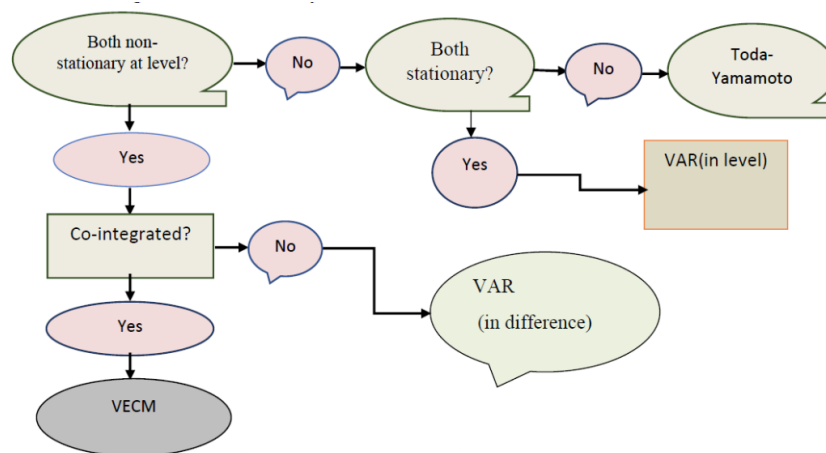 Both non-
stationary at level?
No
Both
stationary?
No
Toda-
Yamamoto
Yes
Yes
VAR(in level)
Co-integrated?
No
VAR
(in difference)
Yes
VECM